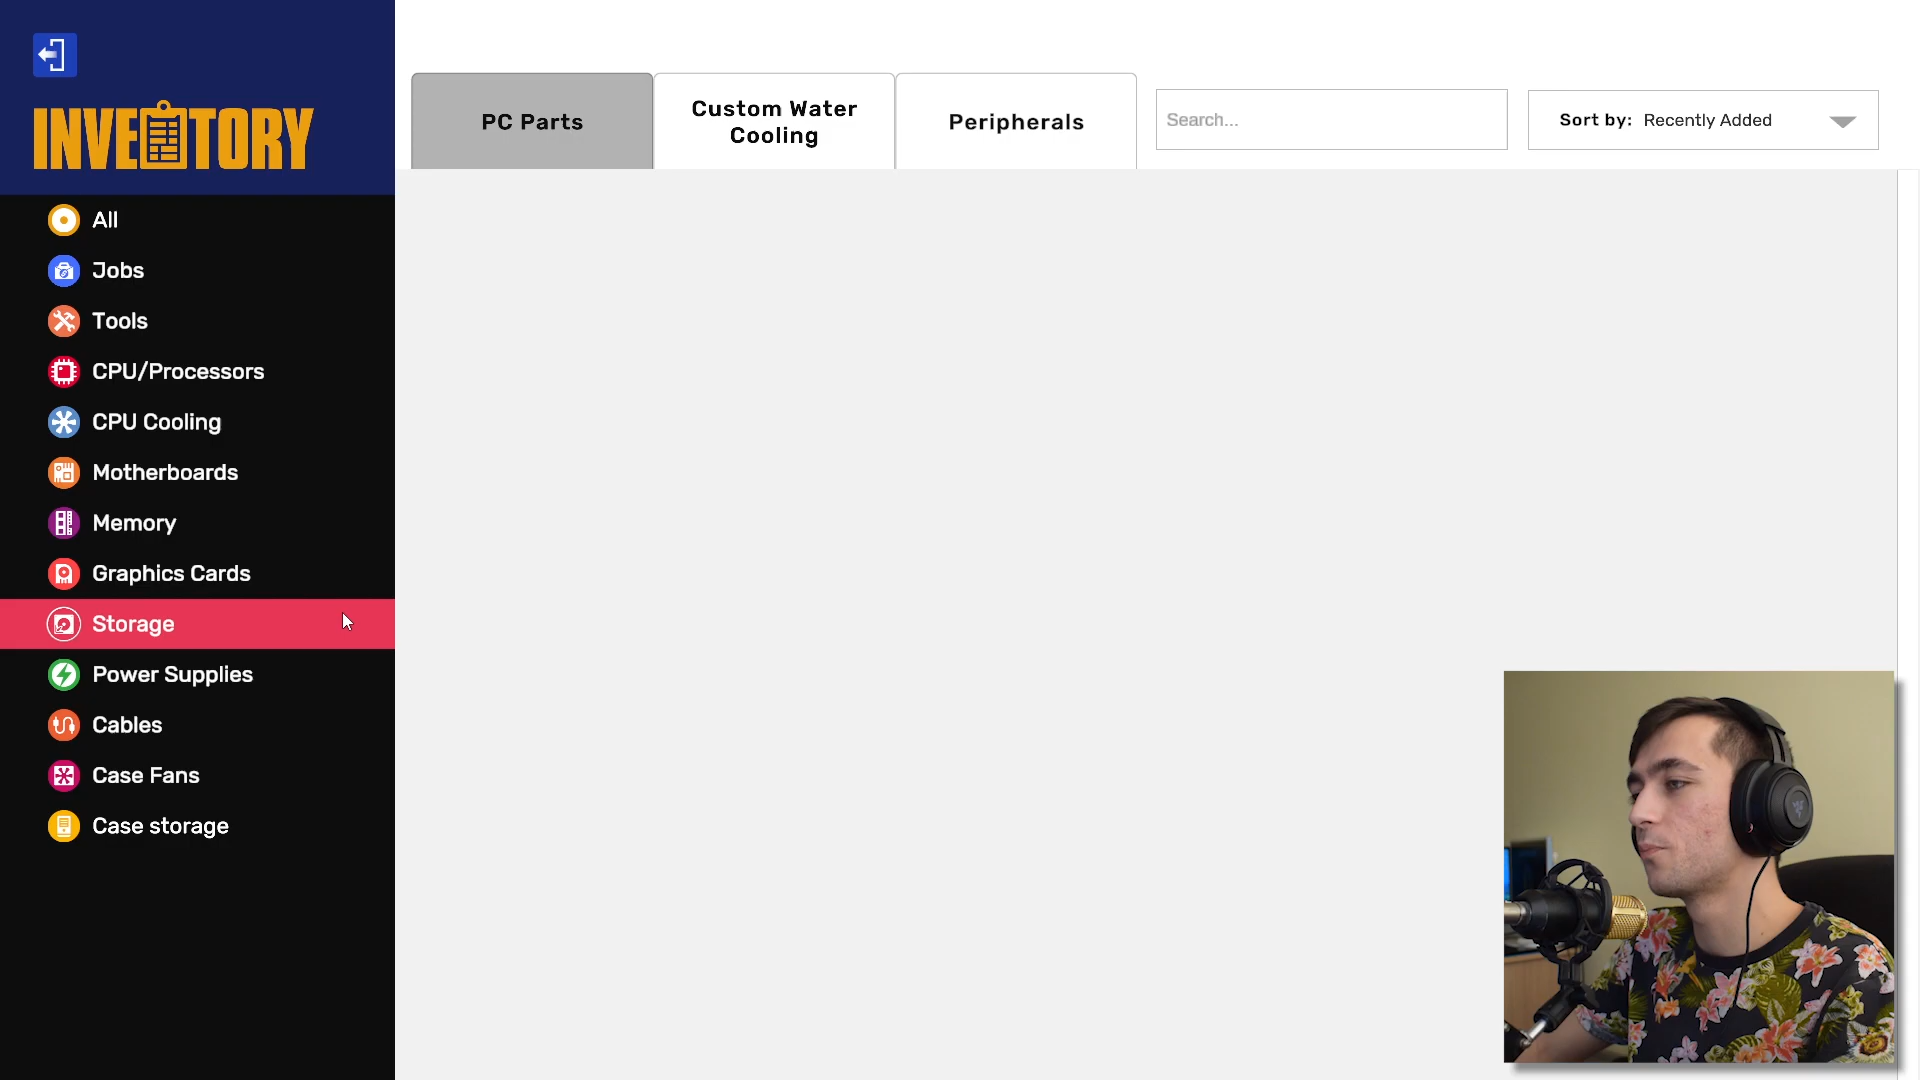 INVENTORY
PC Parts
Custom Water
Cooling
Peripherals
Search...
Sort by: Recently Added
All
Jobs
Tools
CPU/Processors
CPU Cooling
Motherboards
Memory
Graphics Cards
Storage
Power Supplies
Cables
Case Fans
Case storage